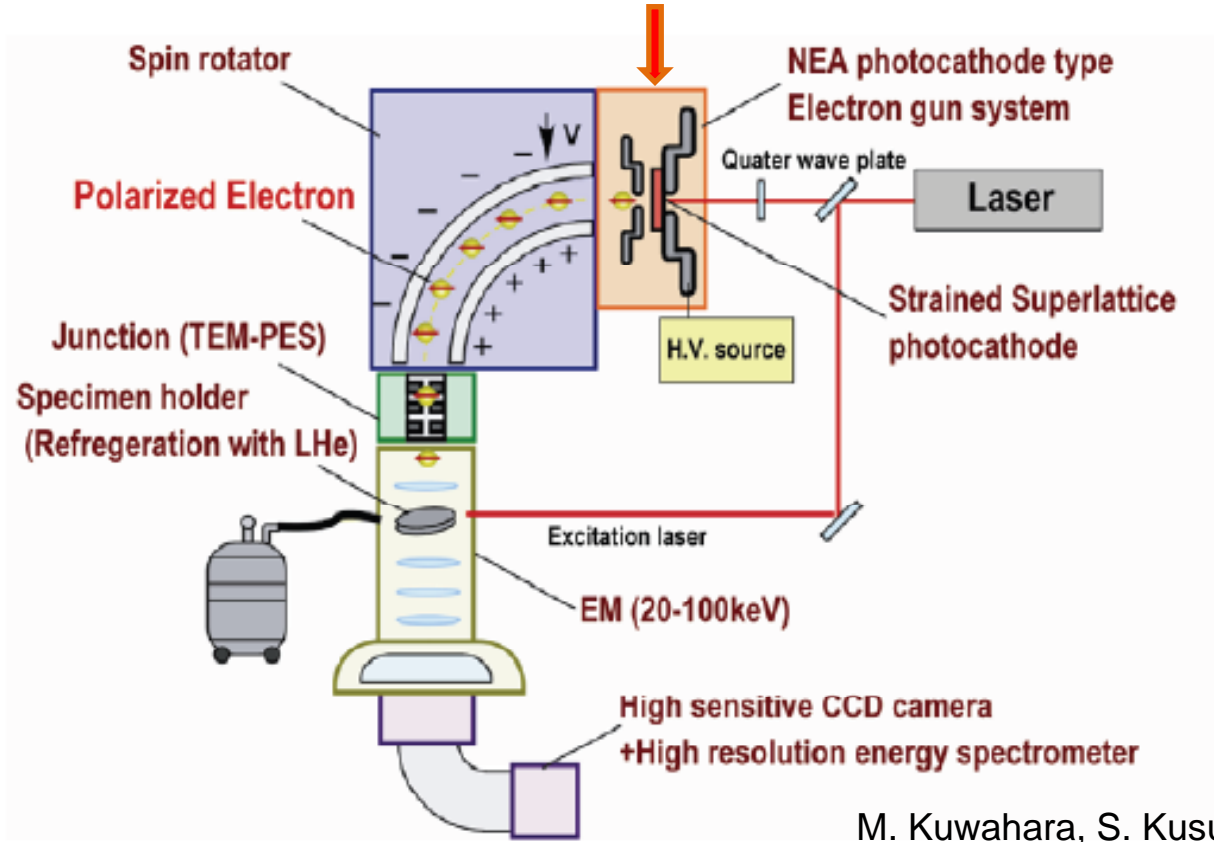 Spin rotator
NEA photocathode type
Electron gun system
V
Quater wave plate
Polarized Electron
Laser
Strained Superlattice
photocathode
Junction (TEM-PES)
H.V. source
Specimen holder
(Refregeration with LHe)
Excitation laser
EM (20-100keV)
High sensitive CCD camera
+High resolution energy spectrometer
M. Kuwahara, S. Kusu